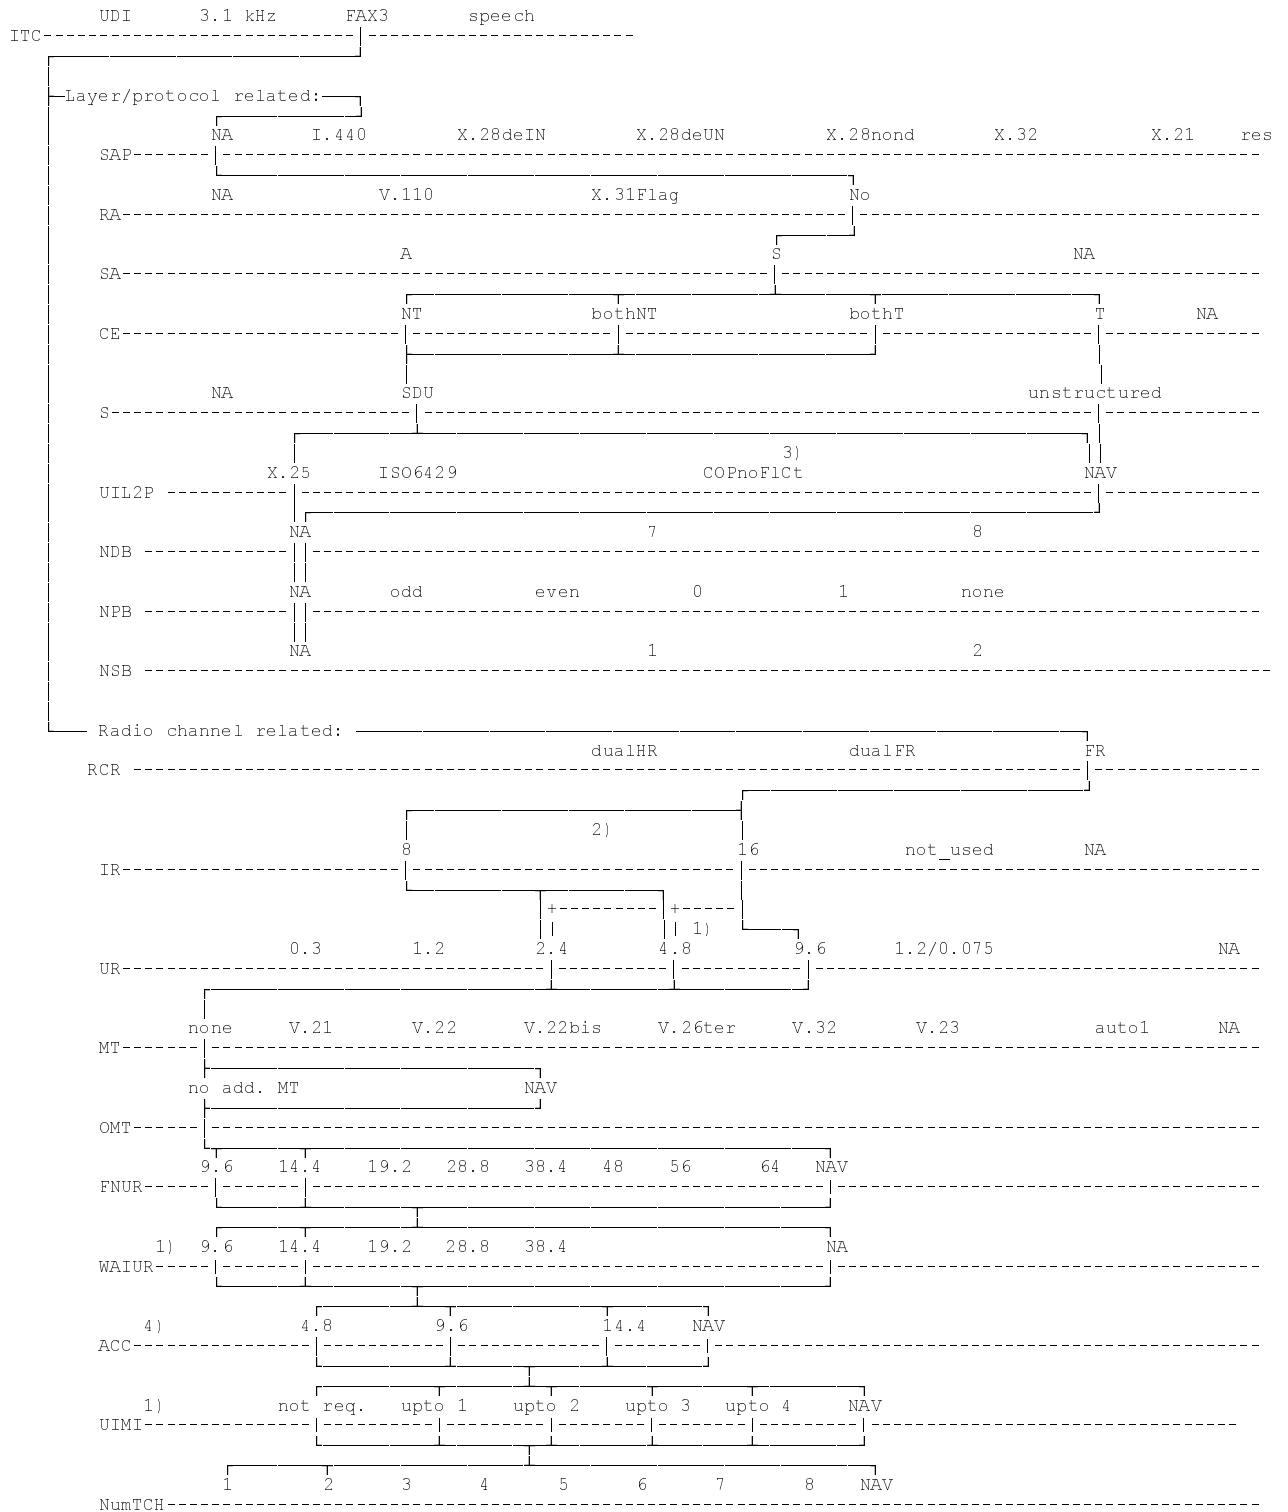 UDI 3.1 kHz FAX3 speech
ITC
Layer/protocol related:
NA I.440 X.28deIN X.28deUN X.28nond X.32 X.21 res
SAP
NA V.110 X.31Flag No
RA
A S NA
SA
NT bothNT bothT T NA
CE
NA SDU unstructured
S
3)
X.25 ISO6429 COPnoFlCt NAV
UIL2P
NA 7 8
NDB
NA odd even 0 1 none
NPB
NA 1 2
NSB
Radio channel related:
dualHR dualFR FR
RCR
2)
8 16 not_used NA
IR
1)
0.3 1.2 2.4 4.8 9.6 1.2/0.075 NA
UR
none V.21 V.22 V.22bis V.26ter V.32 V.23 auto1 NA
MT
no add. MT NAV
OMT
9.6 14.4 19.2 28.8 38.4 48 56 64 NAV
FNUR
1) 9.6 14.4 19.2 28.8 38.4 NA
WAIUR
4) 4.8 9.6 14.4 NAV
ACC
1) not req. upto 1 upto 2 upto 3 upto 4 NAV
UIMI
1 2 3 4 5 6 7 8 NAV
NumTCH